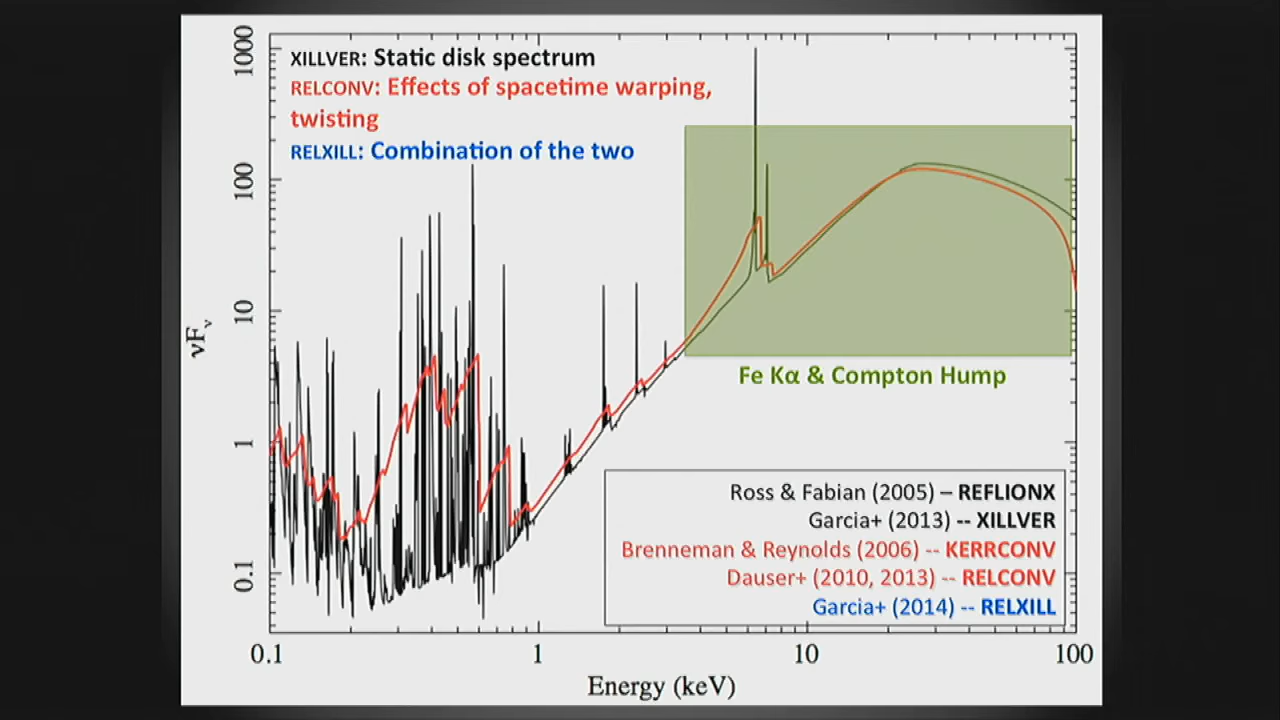 XILLVER: Static disk spectrum
RELCONV: Effects of spacetime warping,
twisting
RELXILL: Combination of the two
1000
100
10
1
0.1
νFν
Fe Kα & Compton Hump
Ross & Fabian (2005) – REFLIONX
Garcia+ (2013) -- XILLVER
Brenneman & Reynolds (2006) -- KERRCONV
Dauser+ (2010, 2013) -- RELCONV
Garcia+ (2014) -- RELXILL
0.1 1 10 100
Energy (keV)